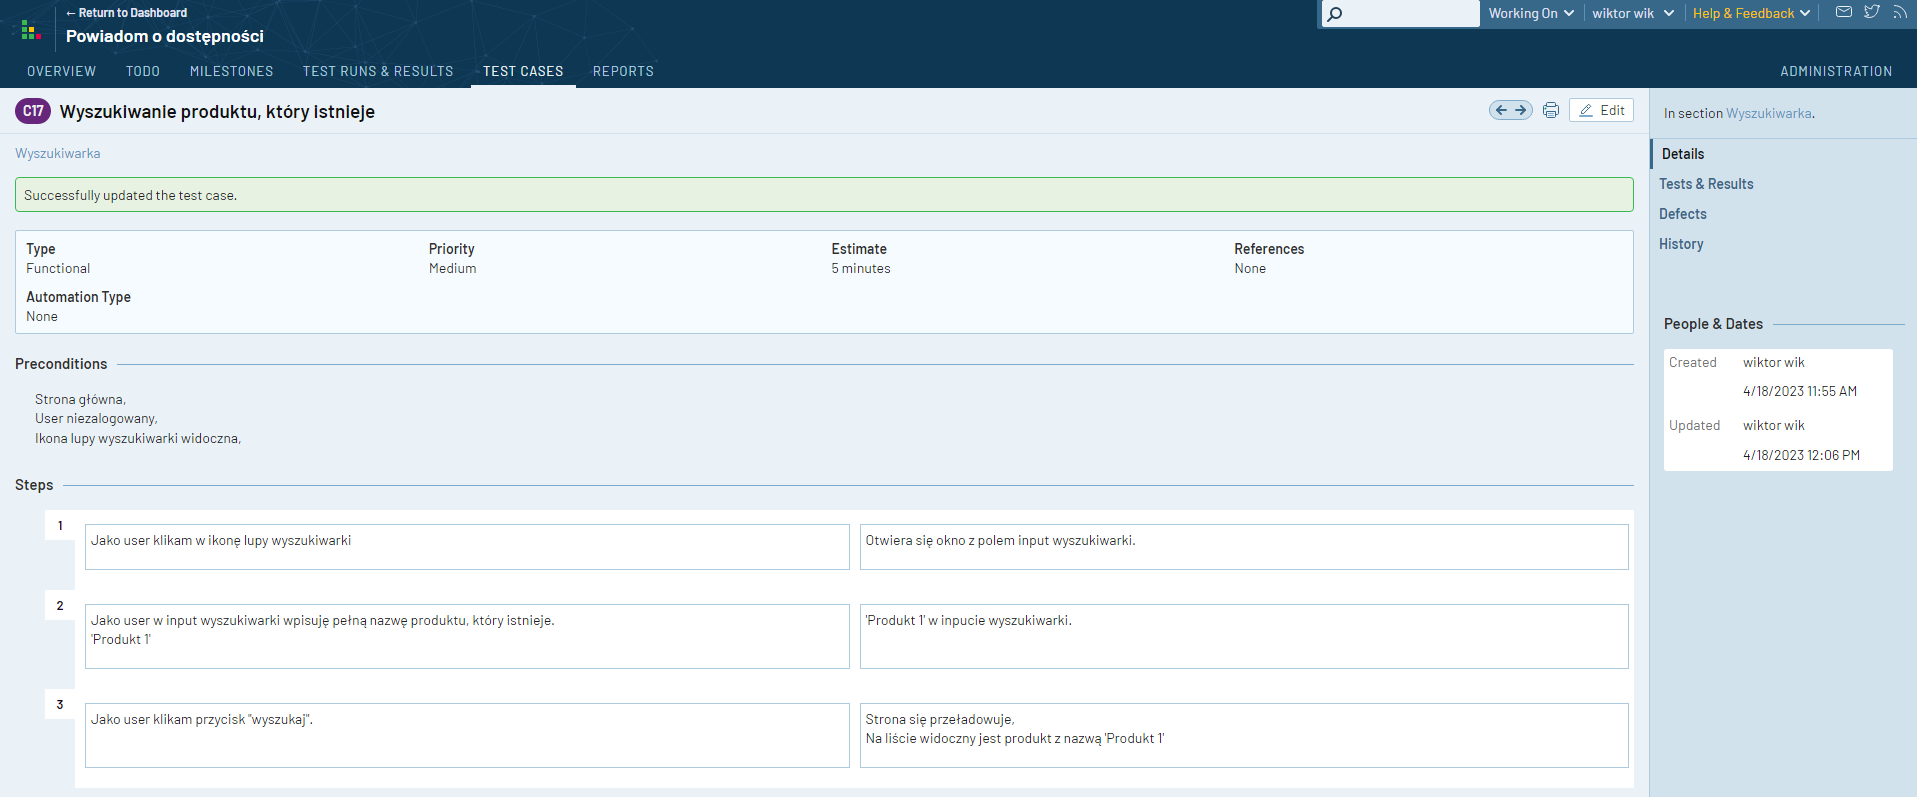 ← Return to Dashboard
Powiadom o dostępności
Working On
wiktor wik
Help & Feedback
OVERVIEW
TODO
MILESTONES
TEST RUNS & RESULTS
TEST CASES
REPORTS
ADMINISTRATION
C17 Wyszukiwanie produktu, który istnieje
Edit
Wyszukiwarka
Successfully updated the test case.
Type
Functional
Priority
Medium
Estimate
5 minutes
References
None
Automation Type
None
Preconditions
Strona główna,
User niezalogowany,
Ikona lupy wyszukiwarki widoczna,
Steps
1
Jako user klikam w ikonę lupy wyszukiwarki
Otwiera się okno z polem input wyszukiwarki.
2
Jako user w input wyszukiwarki wpisuję pełną nazwę produktu, który istnieje.
'Produkt 1'
'Produkt 1' w inpucie wyszukiwarki.
3
Jako user klikam przycisk "wyszukaj".
Strona się przeładowuje,
Na liście widoczny jest produkt z nazwą 'Produkt 1'
In section Wyszukiwarka.
Details
Tests & Results
Defects
History
People & Dates
Created
wiktor wik
4/18/2023 11:55 AM
Updated
wiktor wik
4/18/2023 12:06 PM